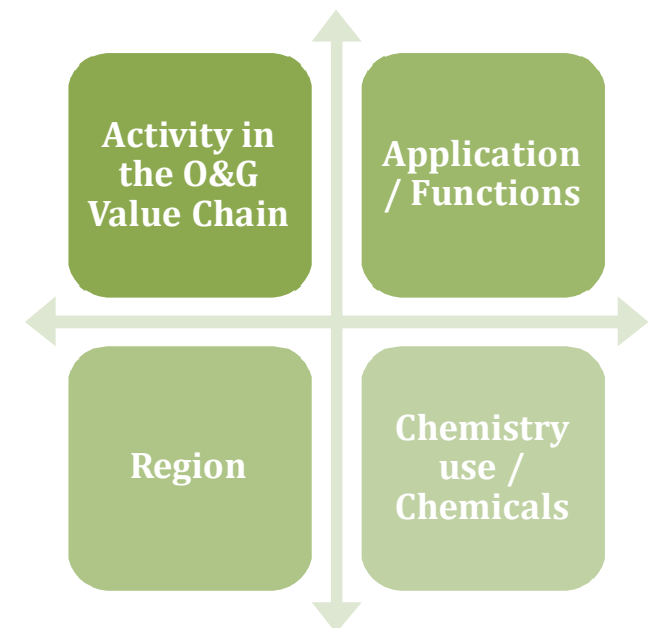 Activity in
the O&G
Value Chain
Application
/ Functions
Region
Chemistry
use /
Chemicals